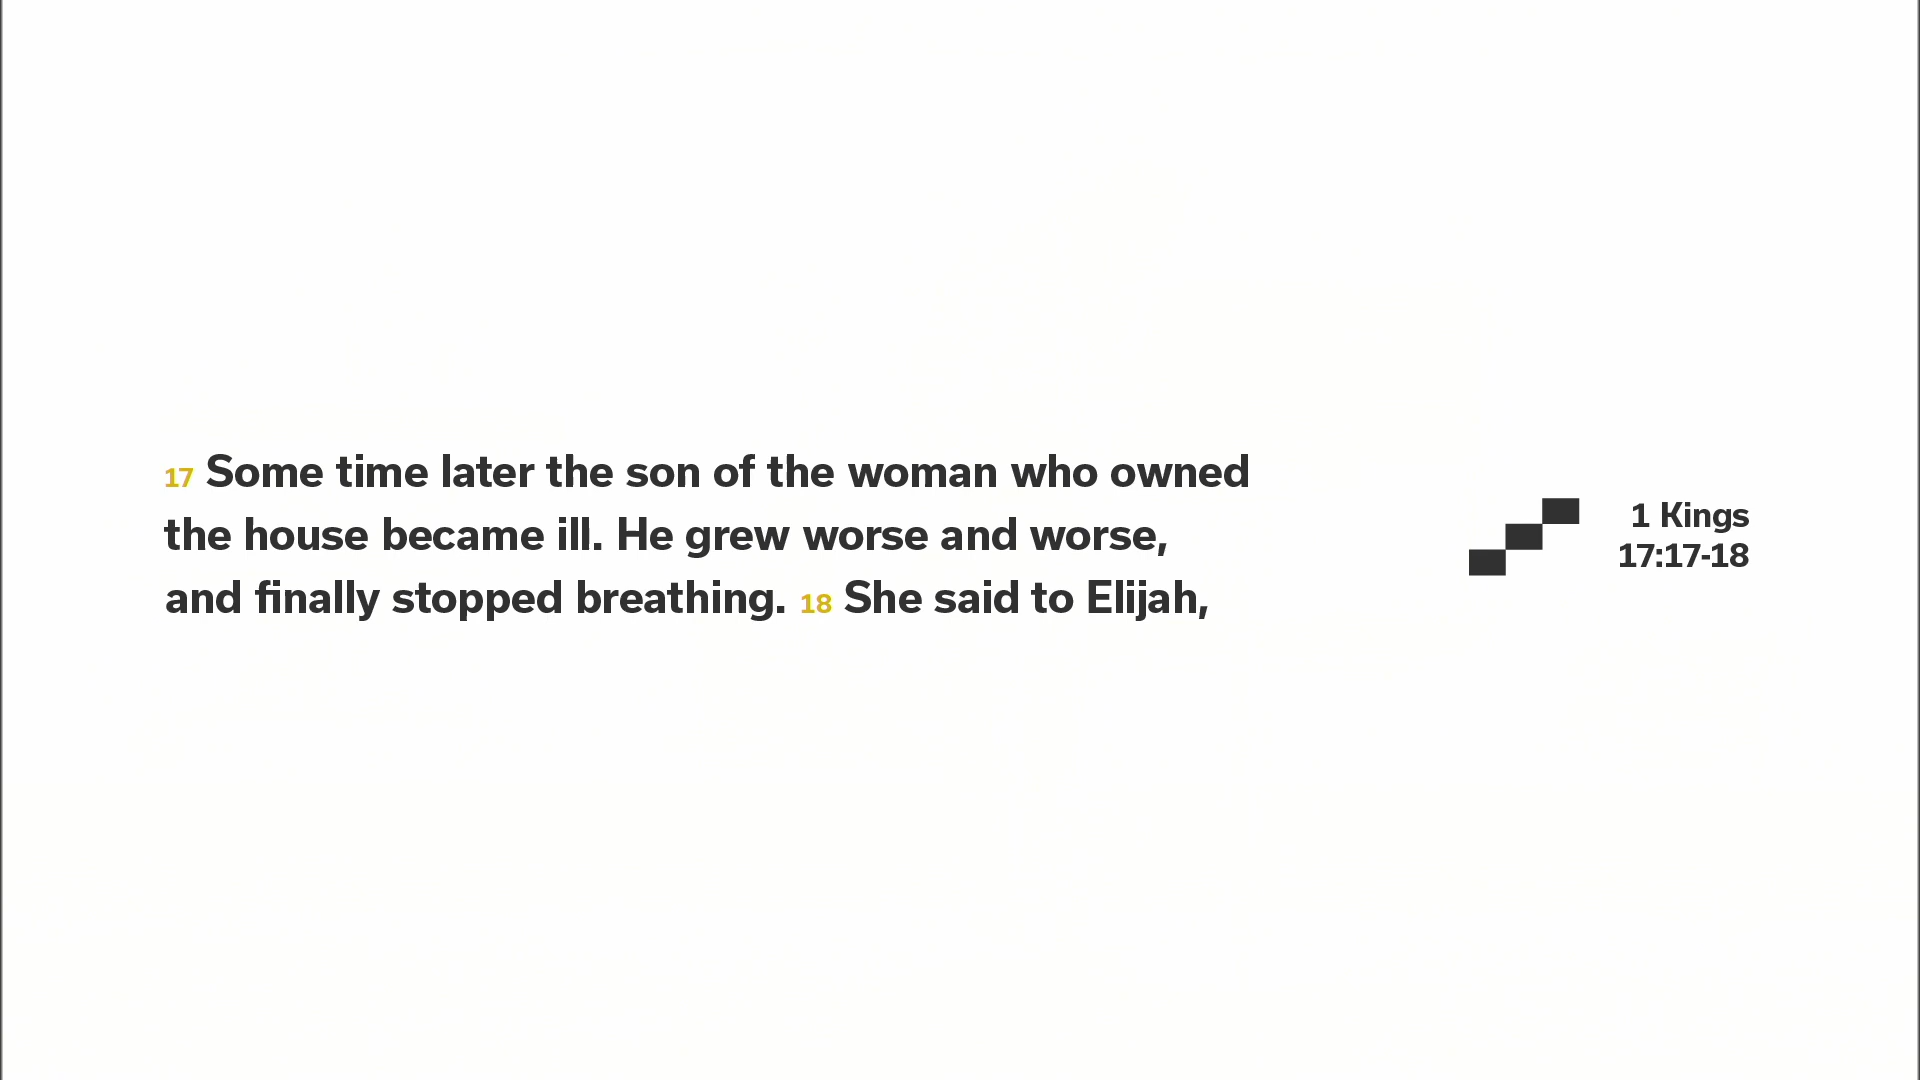 17 Some time later the son of the woman who owned
the house became ill. He grew worse and worse,
and finally stopped breathing. 18 She said to Elijah,
1 Kings
17:17-18